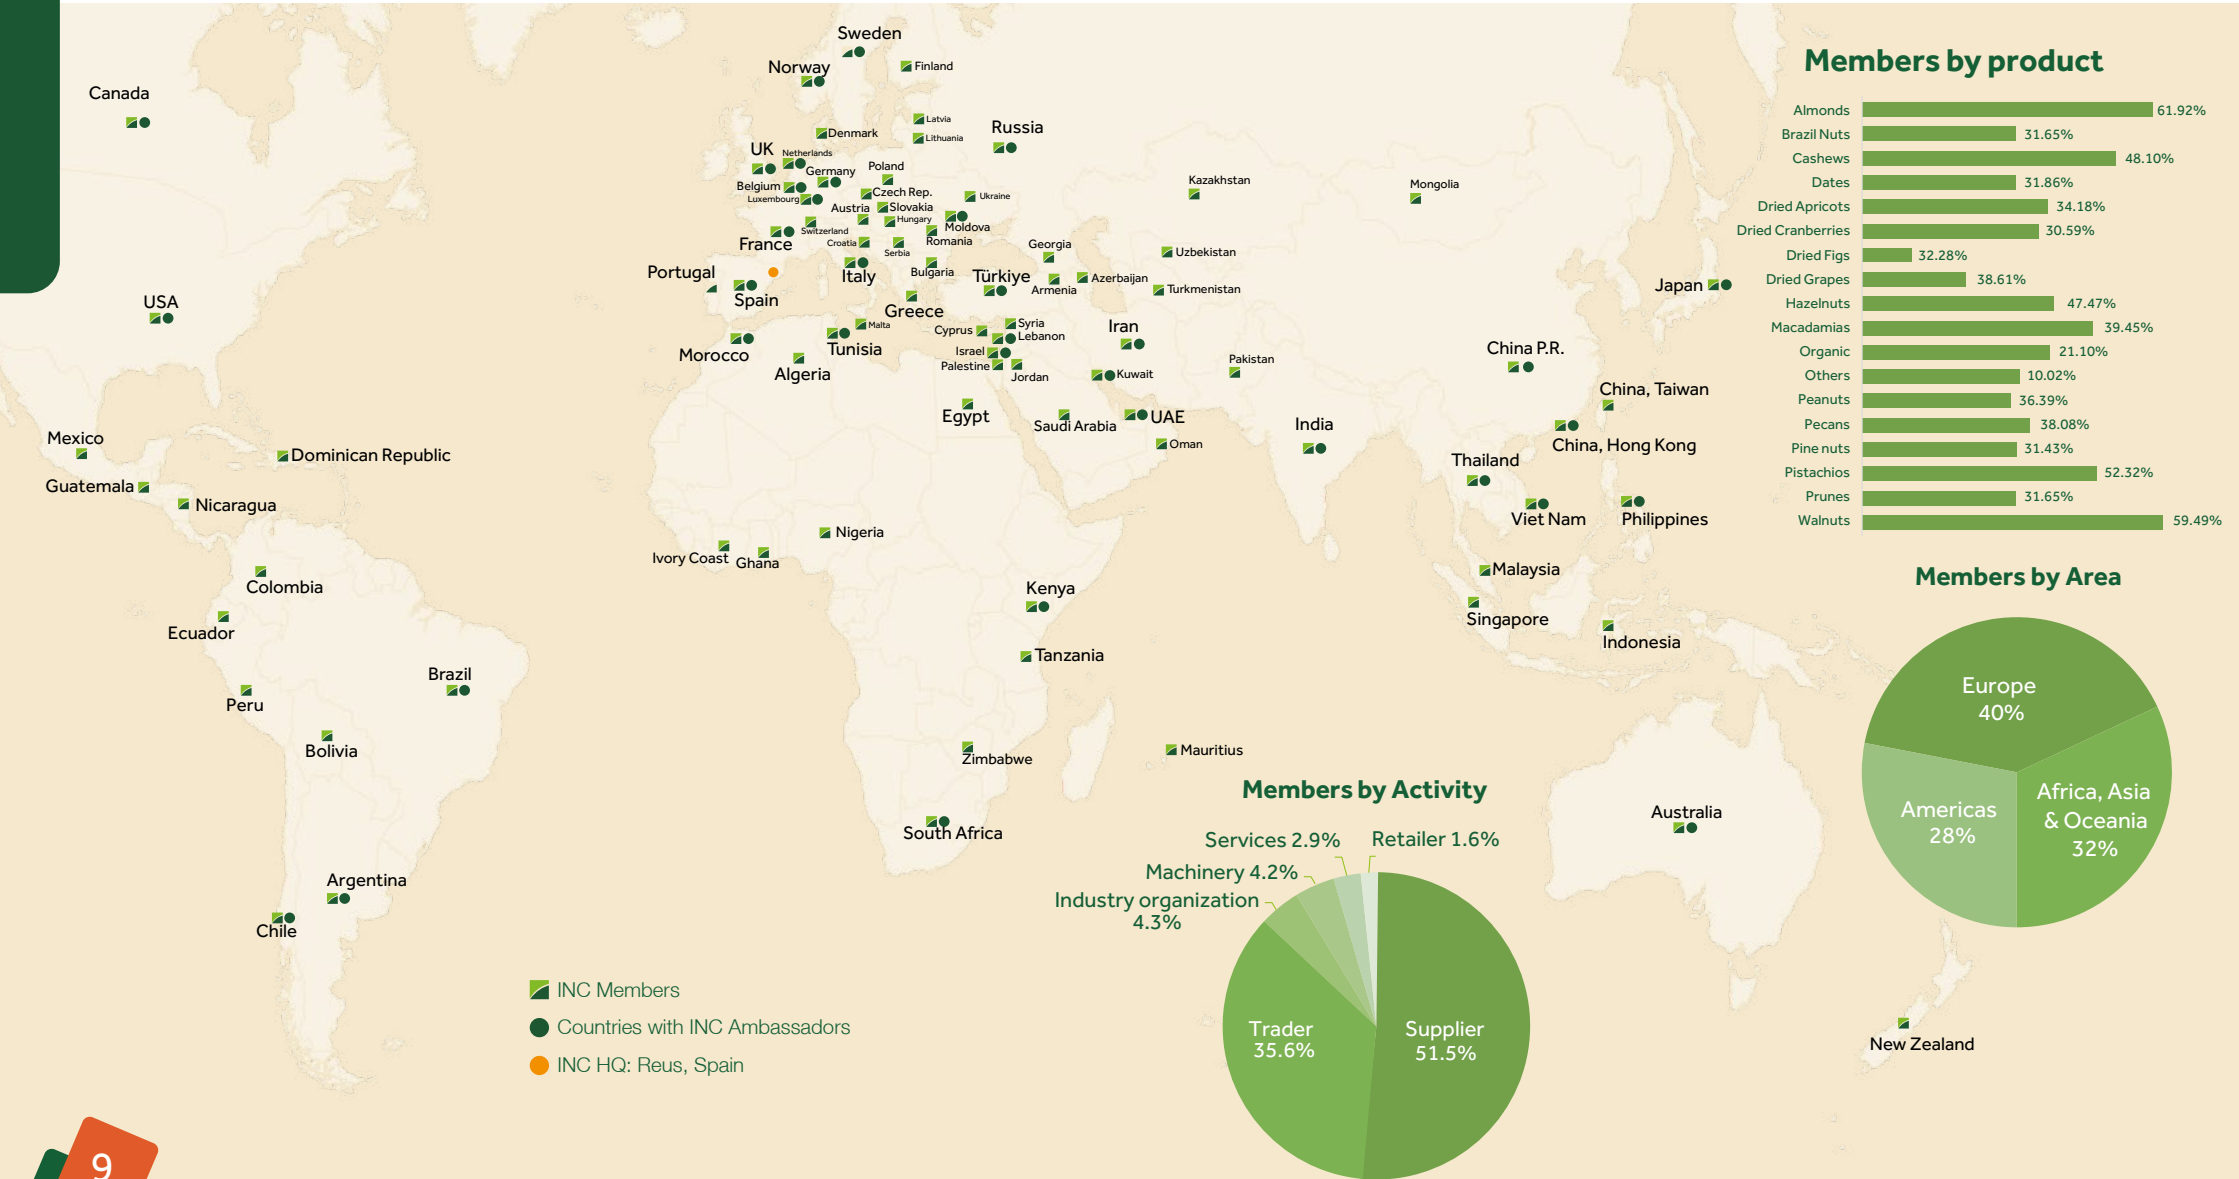 Sweden
Norway
Finland
Canada
Latvia
Lithuania
Denmark
Russia
UK
Netherlands
Germany
Poland
Belgium
Czech Rep.
Luxembourg
Austria
Slovakia
Ukraine
Hungary
Switzerland
Moldova
Croatia
Romania
France
Serbia
Kazakhstan
Mongolia
Georgia
Uzbekistan
Portugal
Italy
Bulgaria
Türkiye
Azerbaijan
Armenia
Turkmenistan
Japan
Spain
USA
Greece
Malta
Cyprus
Syria
Lebanon
Iran
Morocco
Tunisia
Israel
Palestine
Jordan
Kuwait
Pakistan
China P.R.
Algeria
China, Taiwan
Egypt
Saudi Arabia
UAE
India
Oman
China, Hong Kong
Mexico
Dominican Republic
Thailand
Guatemala
Nicaragua
Viet Nam
Philippines
Nigeria
Ivory Coast
Ghana
Malaysia
Colombia
Kenya
Singapore
Ecuador
Indonesia
Tanzania
Brazil
Peru
Bolivia
Mauritius
Zimbabwe
Australia
South Africa
Argentina
Chile
New Zealand
Members by product
Almonds 61.92%
Brazil Nuts 31.65%
Cashews 48.10%
Dates 31.86%
Dried Apricots 34.18%
Dried Cranberries 30.59%
Dried Figs 32.28%
Dried Grapes 38.61%
Hazelnuts 47.47%
Macadamias 39.45%
Organic 21.10%
Others 10.02%
Peanuts 36.39%
Pecans 38.08%
Pine nuts 31.43%
Pistachios 52.32%
Prunes 31.65%
Walnuts 59.49%
Members by Area
Europe
40%
Africa, Asia
& Oceania
32%
Americas
28%
Members by Activity
Services 2.9%
Retailer 1.6%
Machinery 4.2%
Industry organization
4.3%
Trader
35.6%
Supplier
51.5%
INC Members
Countries with INC Ambassadors
INC HQ: Reus, Spain
9